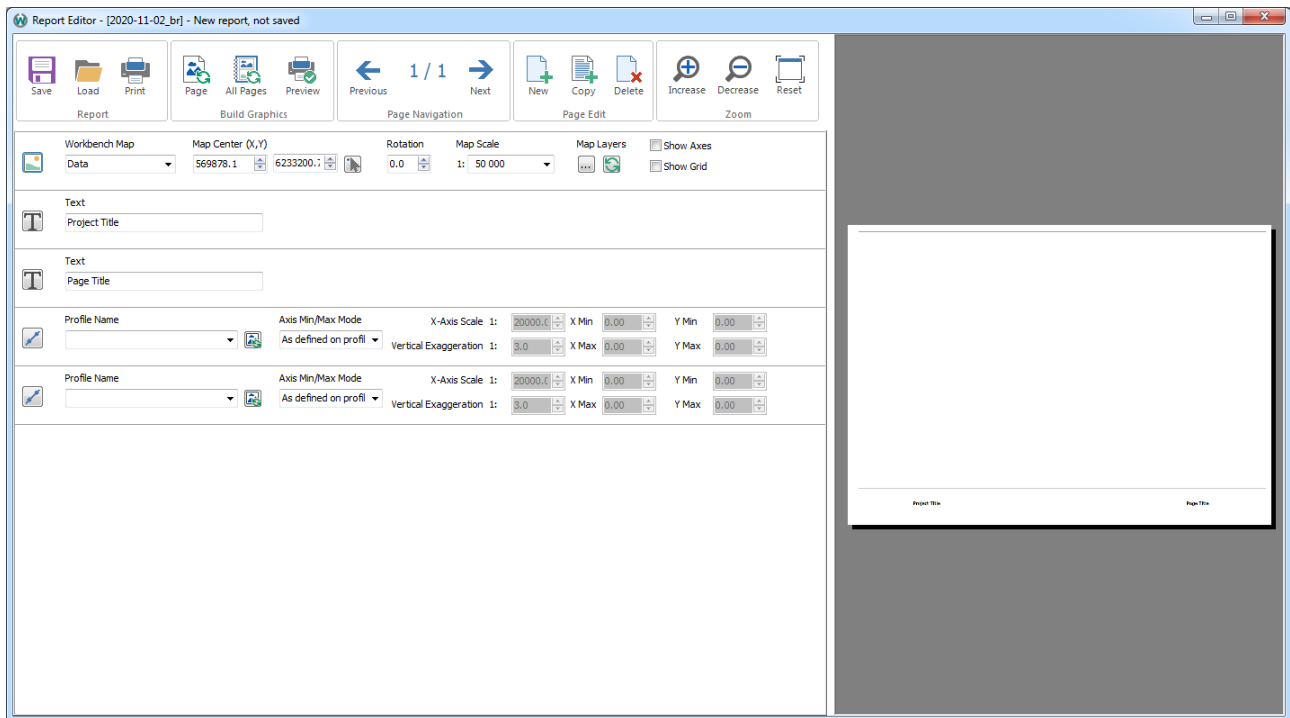 Report Editor - [2020-11-02_br] - New report, not saved
1 / 1
Save Load Print Page All Pages Preview Previous Next New Copy Delete Increase Decrease Reset
Report Build Graphics Page Navigation Page Edit Zoom
Workbench Map Map Center (X,Y) Rotation Map Scale Map Layers Show Axes
Data 569878.1 6233200.: 0.0 1: 50 000 ... Show Grid
Text
Project Title
Text
Page Title
Profile Name Axis Min/Max Mode X-Axis Scale 1: 20000.( X Min 0.00 Y Min 0.00
As defined on profil Vertical Exaggeration 1: 3.0 X Max 0.00 Y Max 0.00
Profile Name Axis Min/Max Mode X-Axis Scale 1: 20000.( X Min 0.00 Y Min 0.00
As defined on profil Vertical Exaggeration 1: 3.0 X Max 0.00 Y Max 0.00
Project Title Page Title